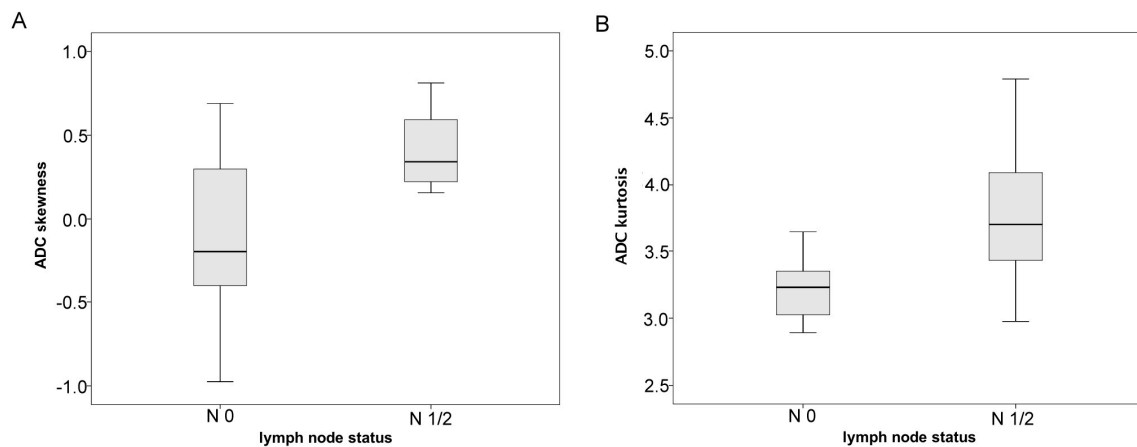 A
ADC skewness
1.0
0.5
0.0
-0.5
-1.0
N 0
N 1/2
lymph node status
B
ADC kurtosis
5.0
4.5
4.0
3.5
3.0
2.5
N 0
N 1/2
lymph node status